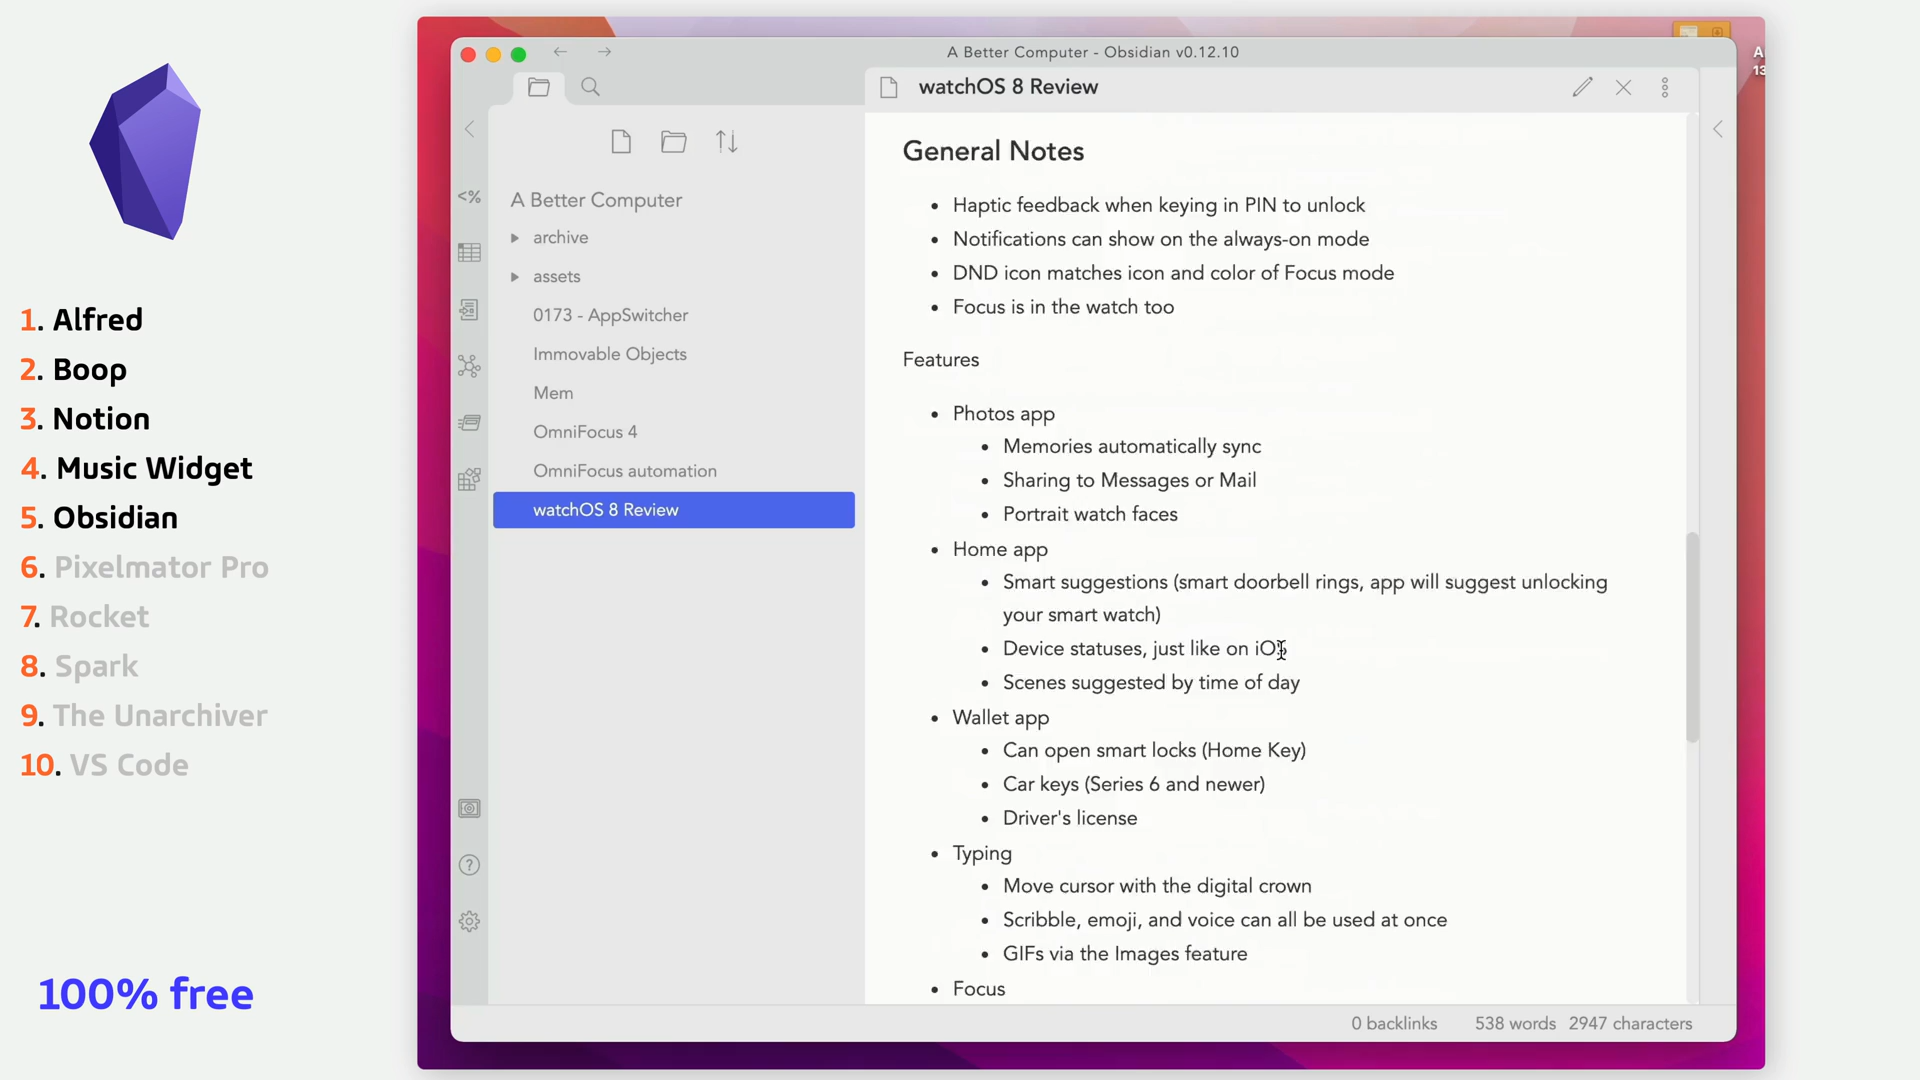 1. Alfred
2. Boop
3. Notion
4. Music Widget
5. Obsidian
6. Pixelmator Pro
7. Rocket
8. Spark
9. The Unarchiver
10. VS Code
100% free
A Better Computer - Obsidian v0.12.10
watchOS 8 Review
<%
A Better Computer
archive
assets
0173 - AppSwitcher
Immovable Objects
Mem
OmniFocus 4
OmniFocus automation
watchOS 8 Review
General Notes
• Haptic feedback when keying in PIN to unlock
• Notifications can show on the always-on mode
• DND icon matches icon and color of Focus mode
• Focus is in the watch too
Features
• Photos app
• Memories automatically sync
• Sharing to Messages or Mail
• Portrait watch faces
• Home app
• Smart suggestions (smart doorbell rings, app will suggest unlocking
your smart watch)
• Device statuses, just like on iOS
• Scenes suggested by time of day
• Wallet app
• Can open smart locks (Home Key)
• Car keys (Series 6 and newer)
• Driver's license
• Typing
• Move cursor with the digital crown
• Scribble, emoji, and voice can all be used at once
• GIFs via the Images feature
• Focus
0 backlinks 538 words 2947 characters